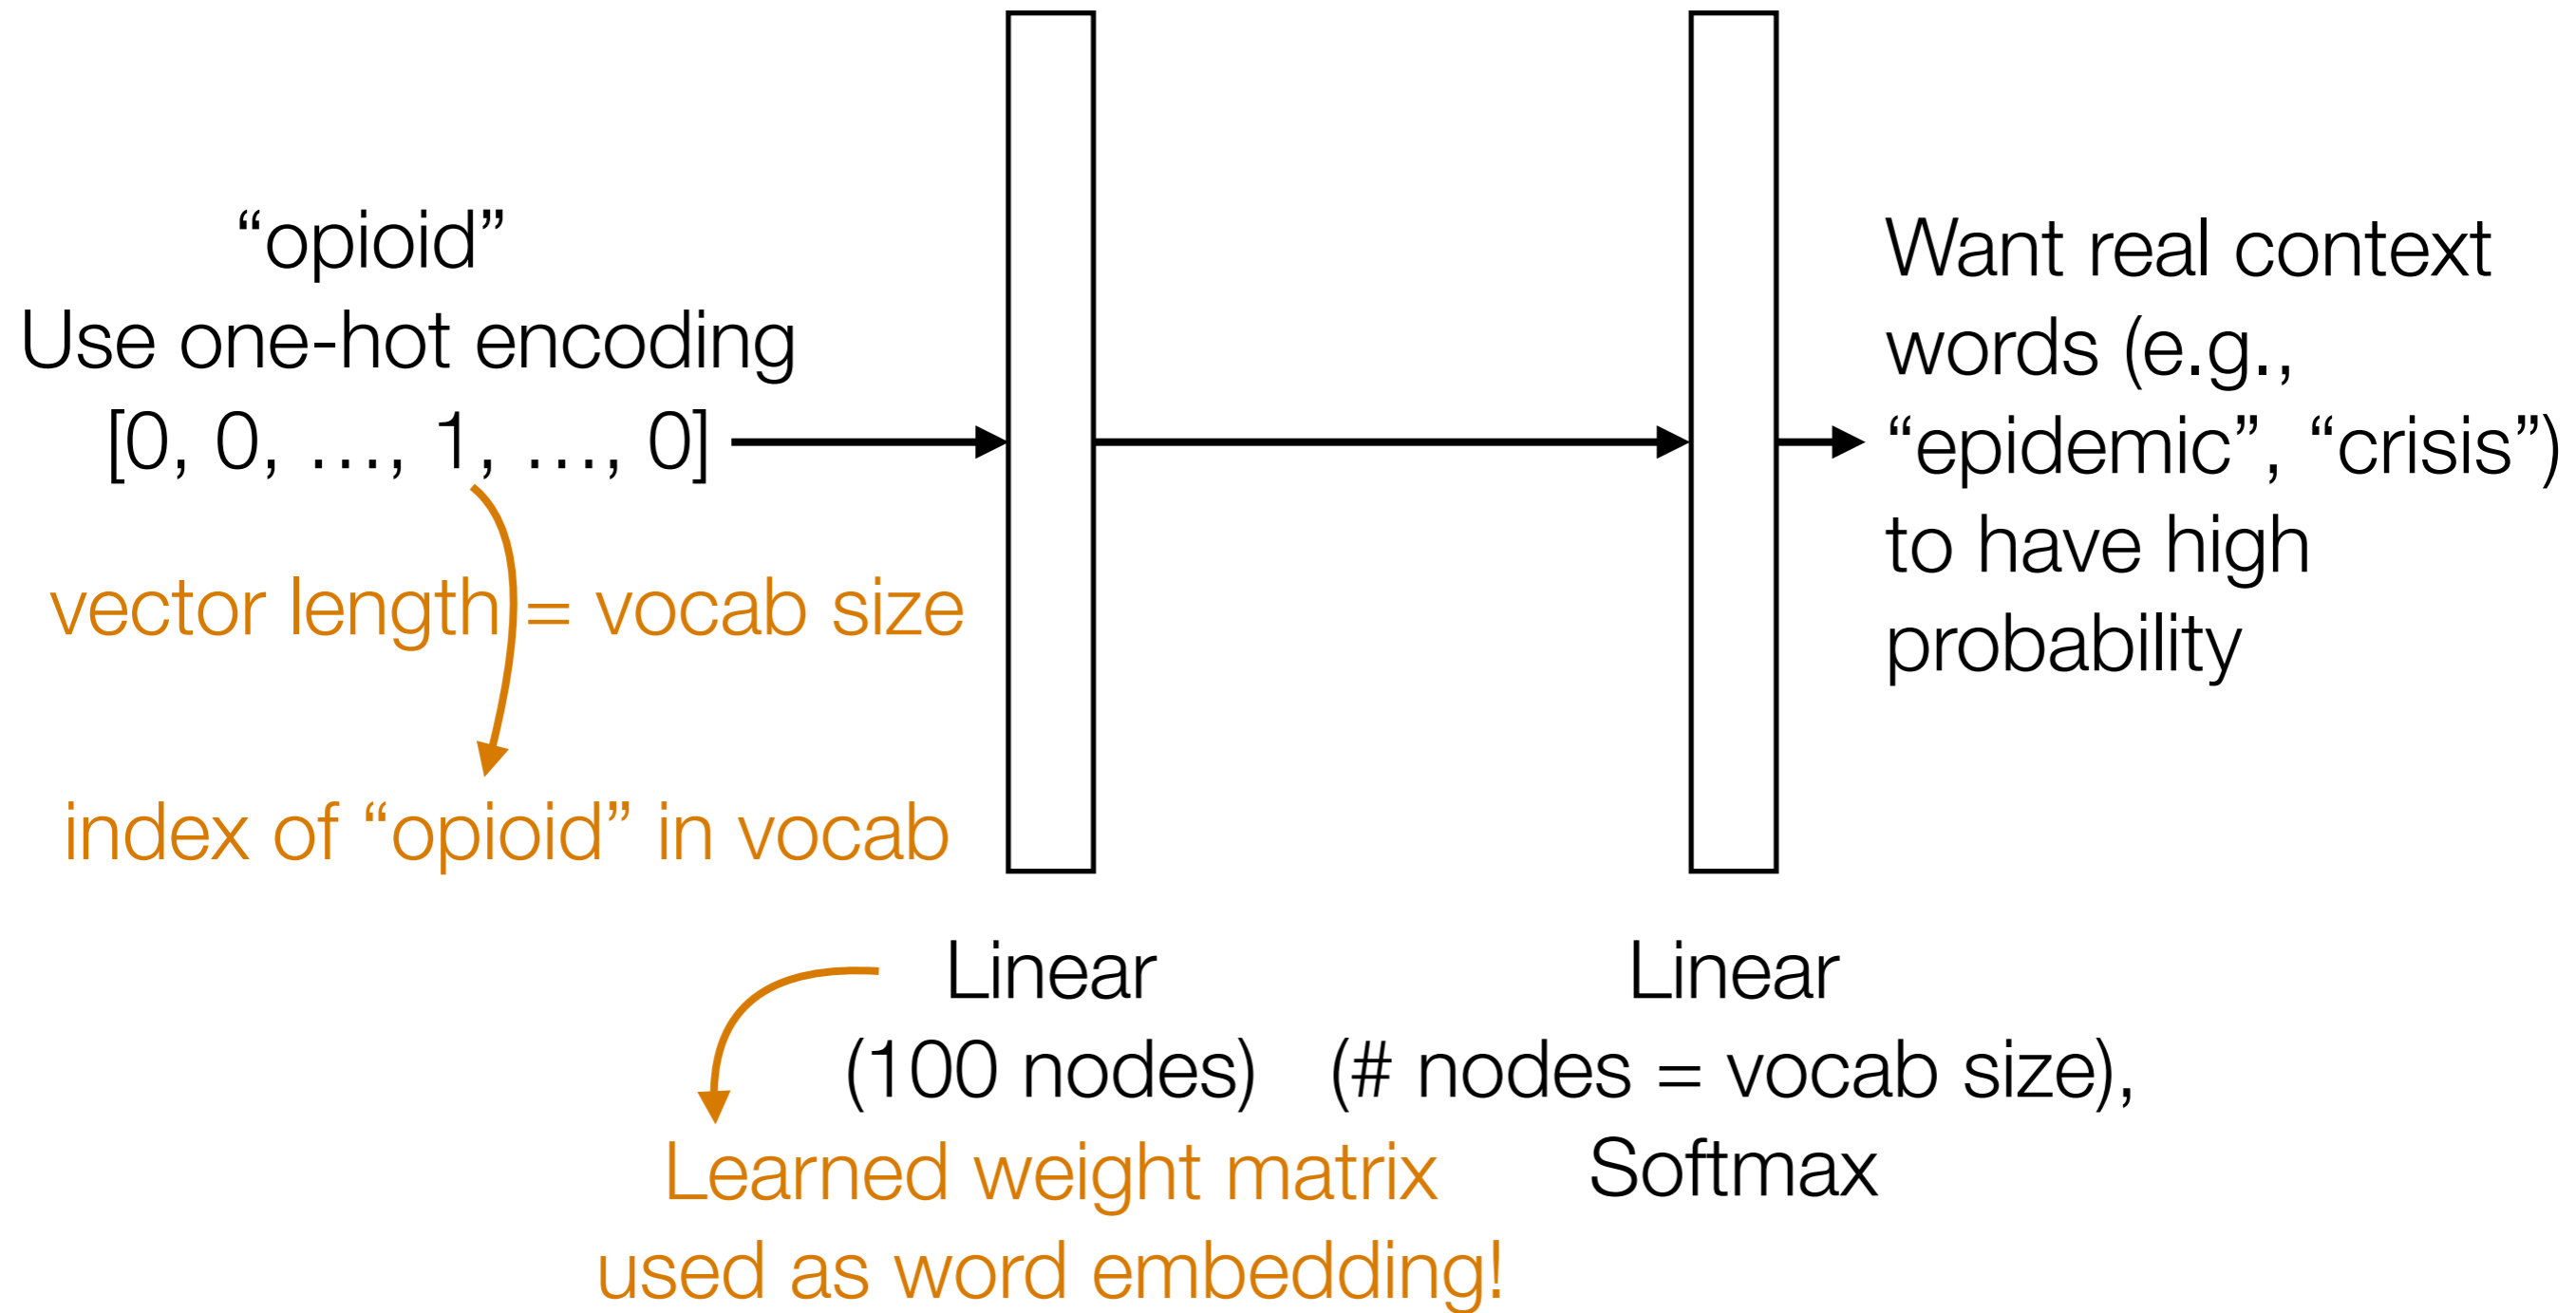 “opioid”
Use one-hot encoding
[0, 0, …, 1, …, 0]
vector length = vocab size
index of “opioid” in vocab
Want real context
words (e.g.,
“epidemic”, “crisis”)
to have high
probability
Linear
(100 nodes)
Learned weight matrix
used as word embedding!
Linear
(# nodes = vocab size),
Softmax